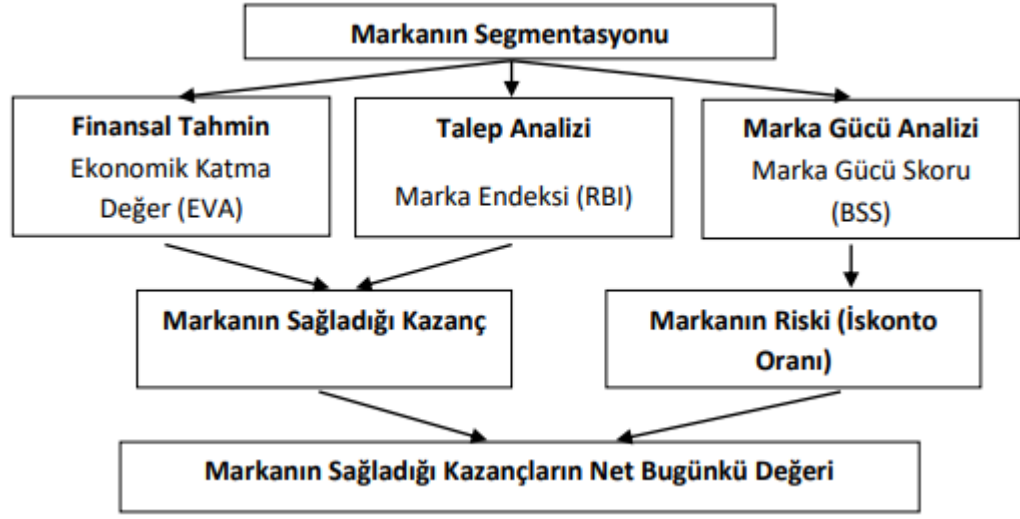 Markanın Segmentasyonu
Finansal Tahmin
Ekonomik Katma
Değer (EVA)
Talep Analizi
Marka Endeksi (RBI)
Marka Gücü Analizi
Marka Gücü Skoru
(BSS)
Markanın Sağladığı Kazanç
Markanın Riski (İskonto
Oranı)
Markanın Sağladığı Kazançların Net Bugünkü Değeri